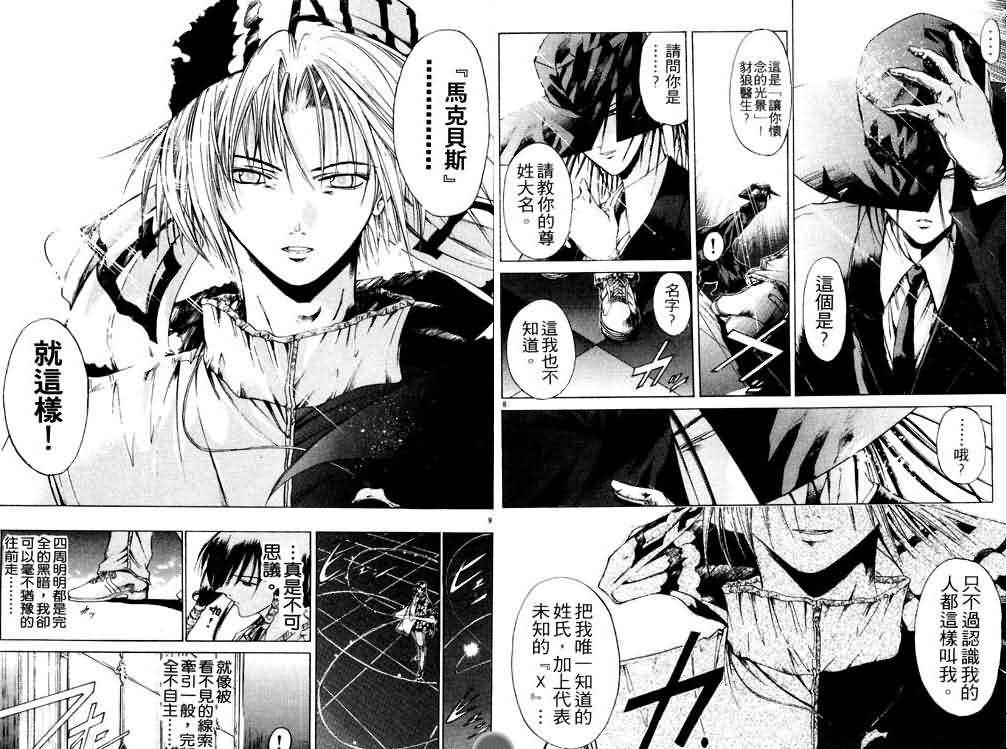 ……
這個是?
這是「讓你懷
念的光景」!
豺狼醫生?
!
請問你是
……?
請教你的尊
姓大名。
名字?
這我也不
知道。
8
……哦?
只不過認識我的
人都這樣叫我。
把我唯一知道的
姓氏,加上代表
未知的『X』…
『馬克貝斯』
…………
就這樣!
9
…真是不可
思議。
四周明明都是完
全的黑暗,我卻
可以毫不猶豫的
往前走……
就像被
看不見的線索
牽引一般,完
全不自主…
!